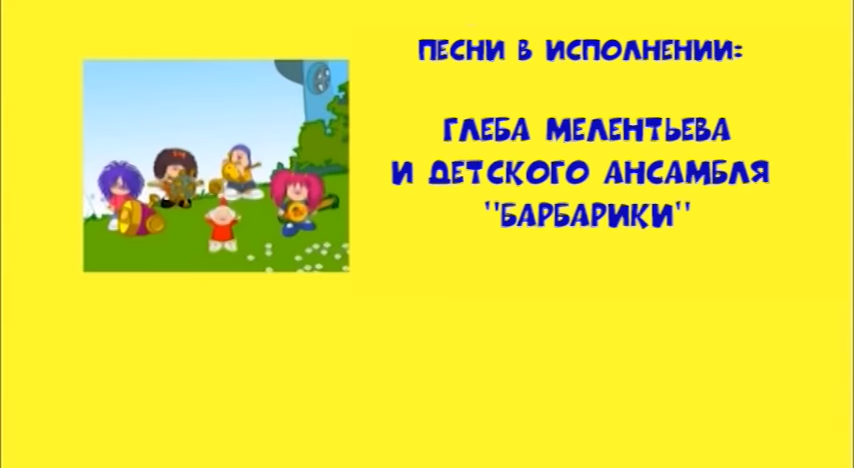 ПЕСНИ В ИСПОЛНЕНИИ:
ГЛЕБА МЕЛЕНТЬЕВА
И ДЕТСКОГО АНСАМБЛЯ
"БАРБАРИКИ"